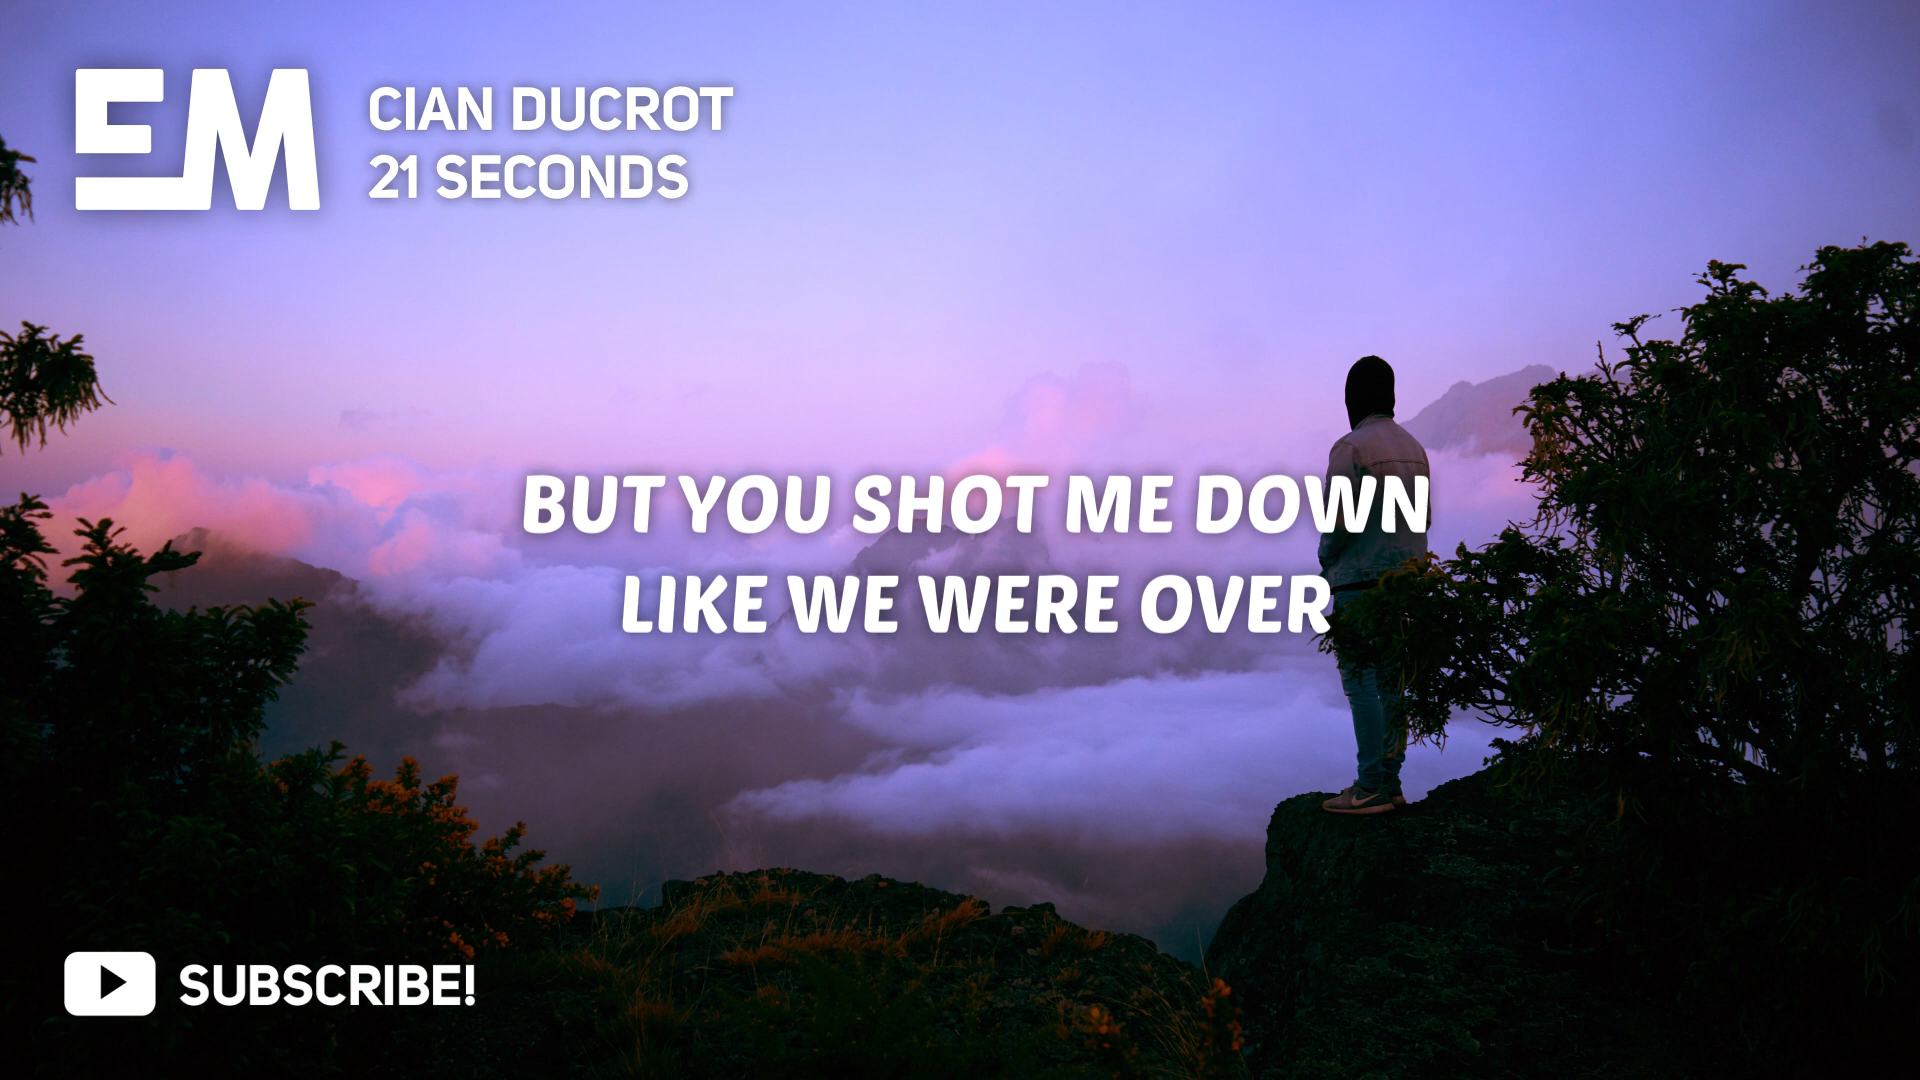 EM
CIAN DUCROT
21 SECONDS
BUT YOU SHOT ME DOWN
LIKE WE WERE OVER
SUBSCRIBE!